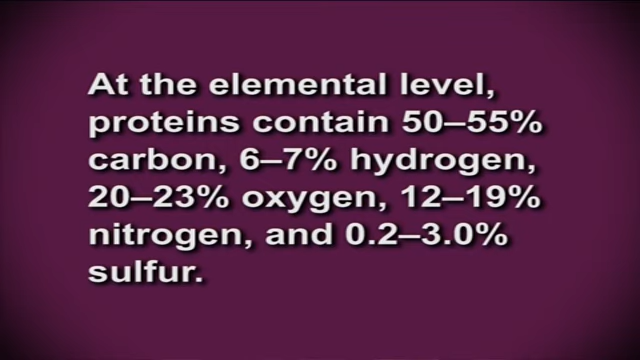 At the elemental level,
proteins contain 50–55%
carbon, 6–7% hydrogen,
20–23% oxygen, 12–19%
nitrogen, and 0.2–3.0%
sulfur.